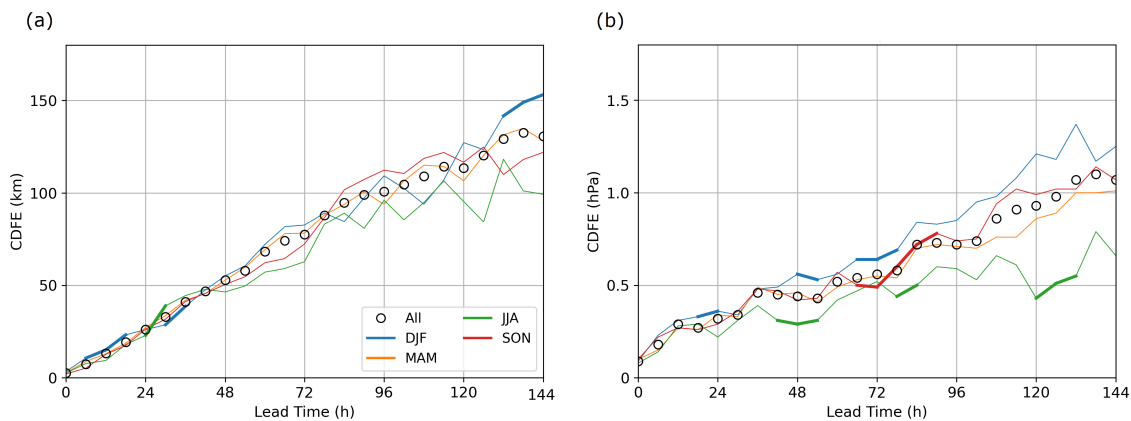 (a)
CDFE (km)
150
100
50
0
0 24 48 72 96 120 144
Lead Time (h)
All
DJF
MAM
JJA
SON
(b)
CDFE (hPa)
1.5
1.0
0.5
0
0 24 48 72 96 120 144
Lead Time (h)